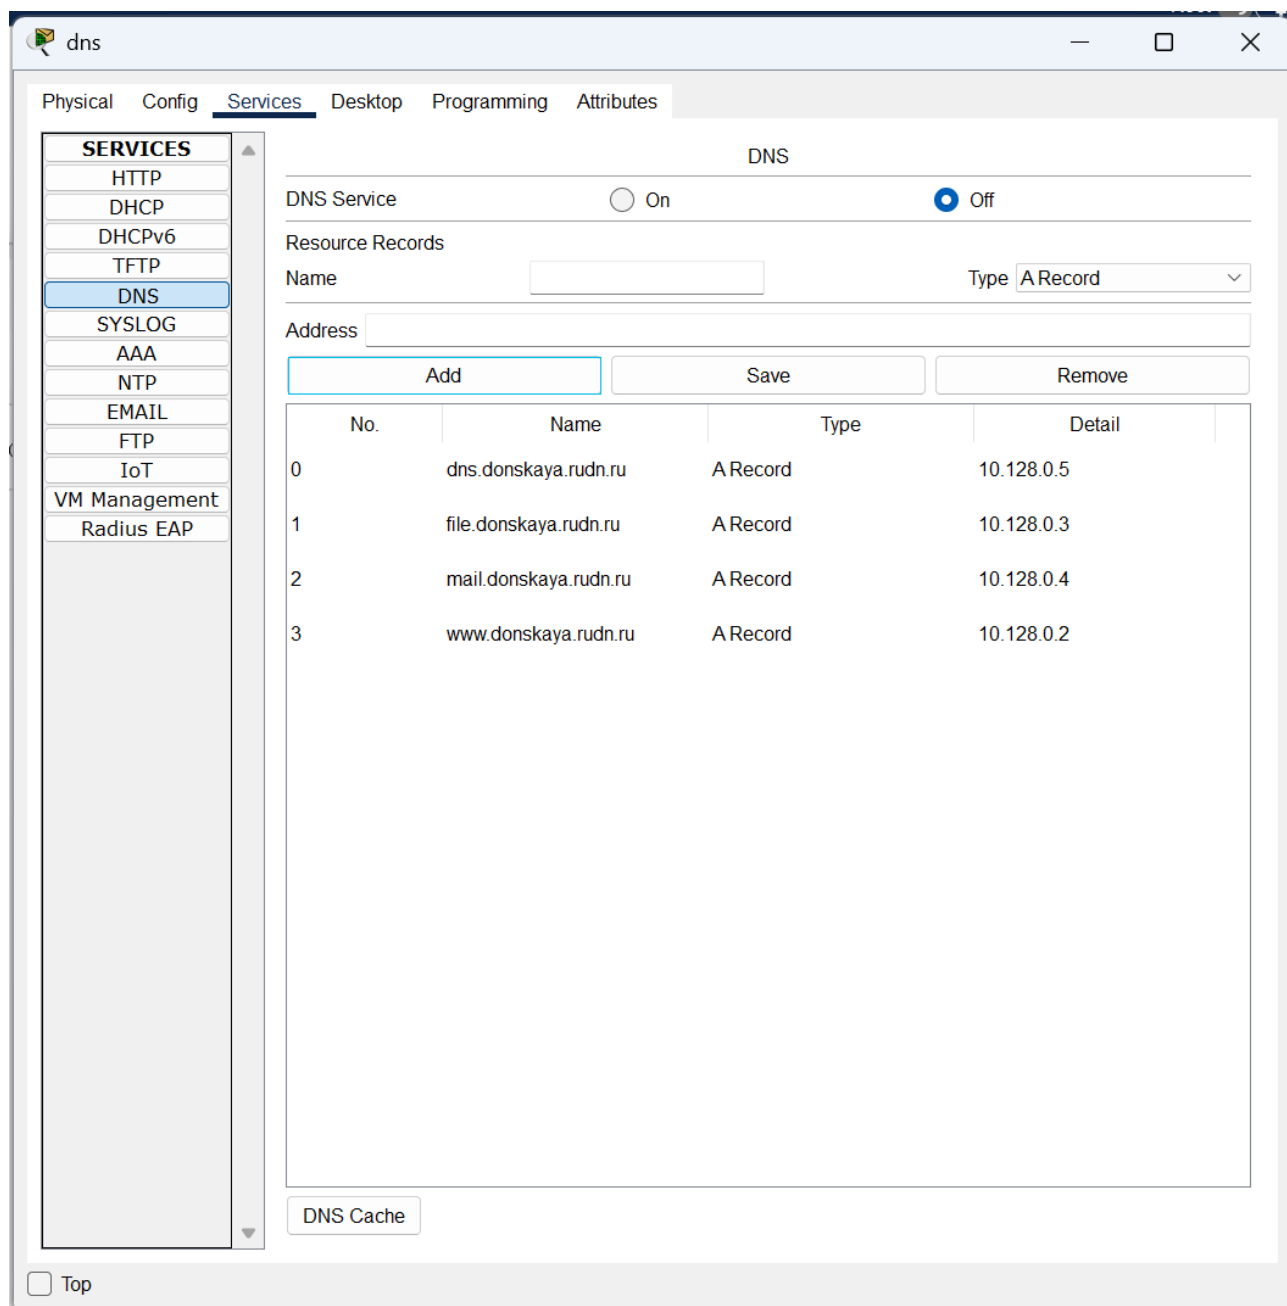 dns
Physical Config Services Desktop Programming Attributes
SERVICES
HTTP
DHCP
DHCPv6
TFTP
DNS
SYSLOG
AAA
NTP
EMAIL
FTP
IoT
VM Management
Radius EAP
DNS
DNS Service On Off
Resource Records
Name Type A Record
Address
Add Save Remove
No. Name Type Detail
0 dns.donskaya.rudn.ru A Record 10.128.0.5
1 file.donskaya.rudn.ru A Record 10.128.0.3
2 mail.donskaya.rudn.ru A Record 10.128.0.4
3 www.donskaya.rudn.ru A Record 10.128.0.2
DNS Cache
Top